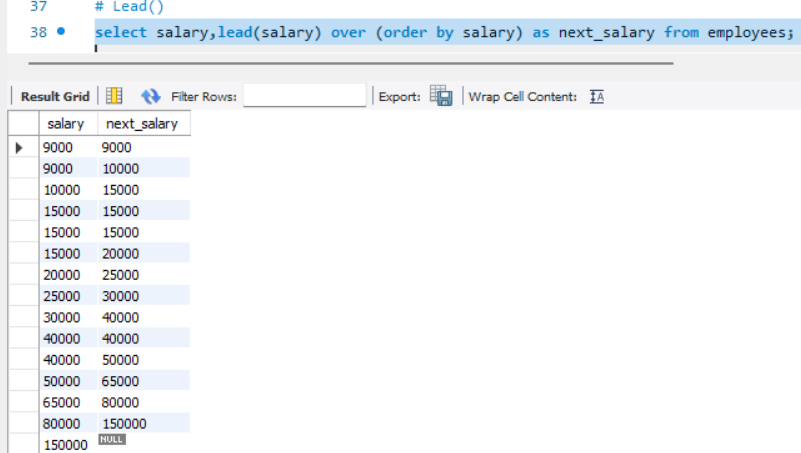 37 # Lead()
38 select salary,lead(salary) over (order by salary) as next_salary from employees;
Result Grid Filter Rows: Export: Wrap Cell Content: IA
salary next_salary
9000 9000
9000 10000
10000 15000
15000 15000
15000 15000
15000 20000
20000 25000
25000 30000
30000 40000
40000 40000
40000 50000
50000 65000
65000 80000
80000 150000
150000 NULL